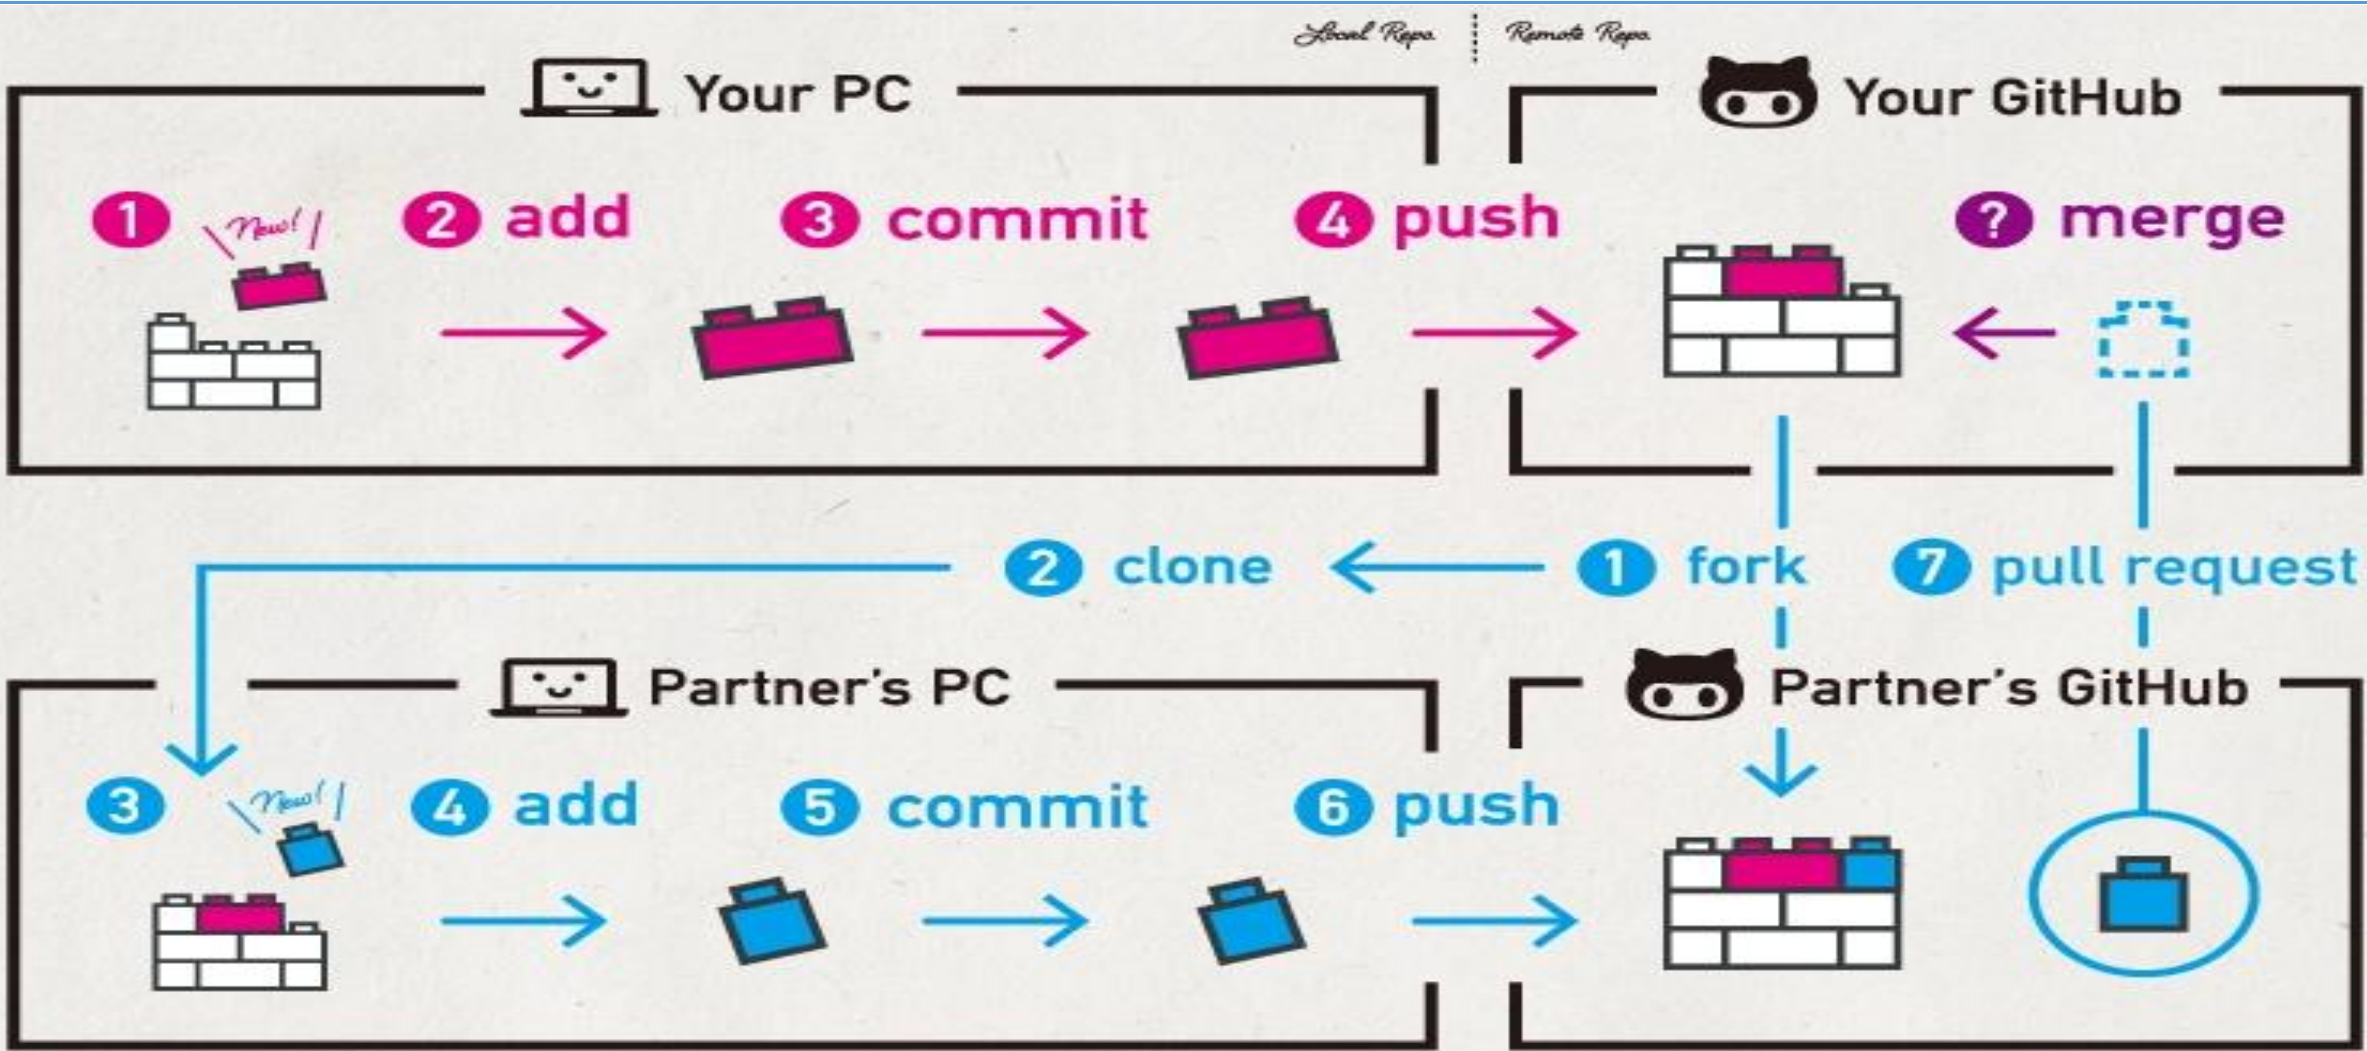 Local Repo. Remote Repo.
Your PC
Your GitHub
1 New! 2 add 3 commit 4 push
? merge
2 clone 1 fork 7 pull request
Partner's PC
Partner's GitHub
3 New! 4 add 5 commit 6 push